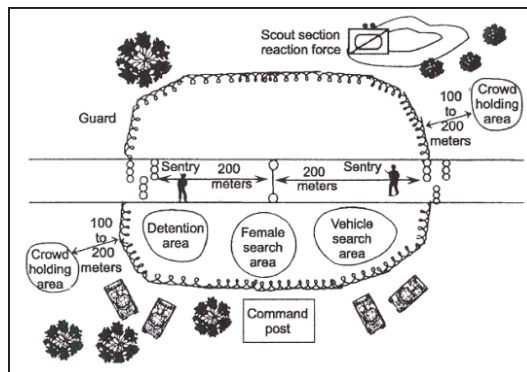 Scout section
reaction force
Crowd
holding
area
100
to
200
meters
Guard
Sentry
200
meters
200
meters
Sentry
100
to
200
meters
Crowd
holding
area
Detention
area
Female
search
area
Vehicle
search
area
Command
post